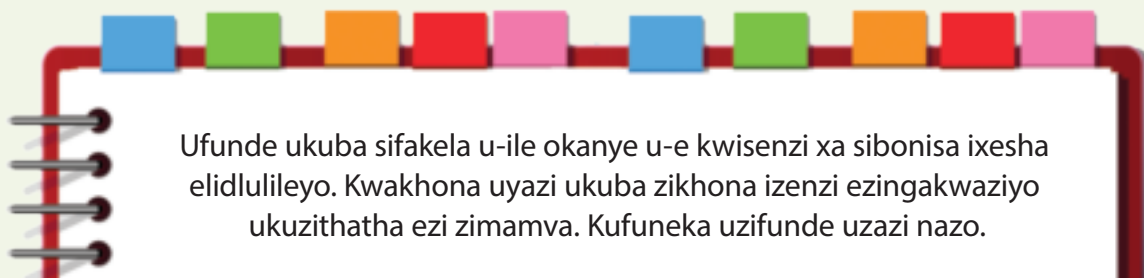 Ufunde ukuba sifakela u-ile okanye u-e kwisenzi xa sibonisa ixesha
elidlulileyo. Kwakhona uyazi ukuba zikhona izenzi ezingakwaziyo
ukuzithatha ezi zimamva. Kufuneka uzifunde uzazi nazo.